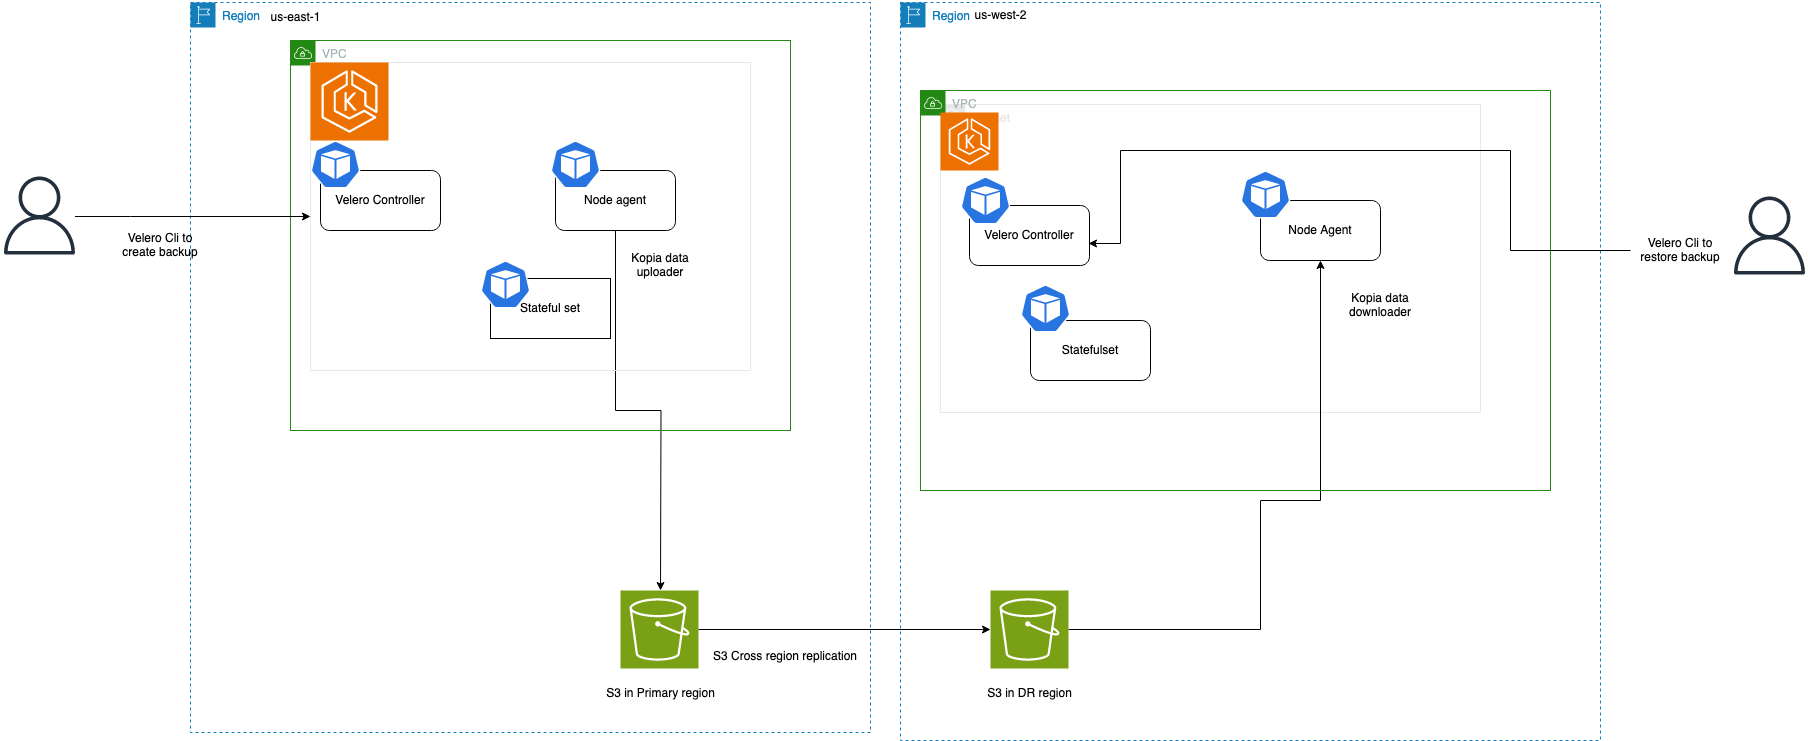 Region us-east-1
VPC
Velero Controller
Node agent
Velero Cli to
create backup
Kopia data
uploader
Stateful set
S3 in Primary region
S3 Cross region replication
Region us-west-2
VPC
Velero Controller
Node Agent
Velero Cli to
restore backup
Kopia data
downloader
Statefulset
S3 in DR region